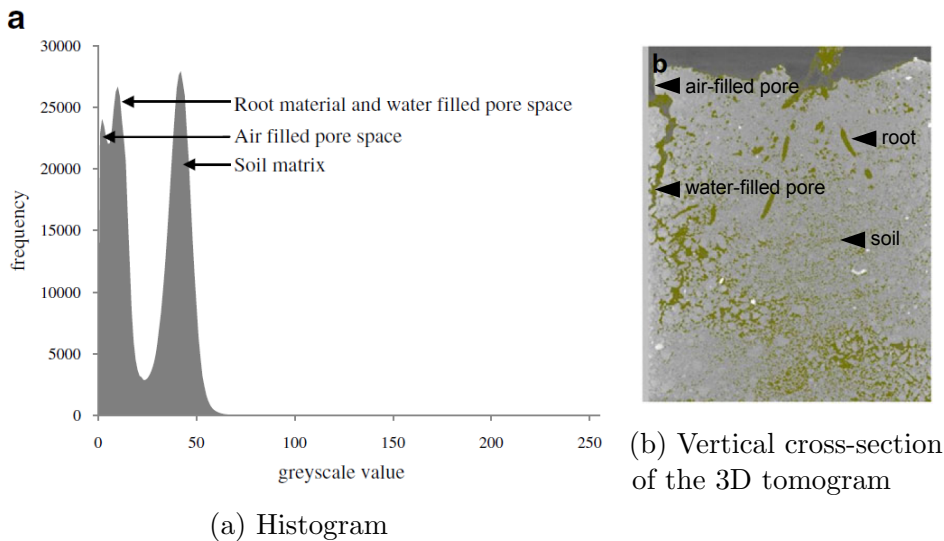 a
30000
25000
20000
15000
10000
5000
0
frequency
0 50 100 150 200 250
greyscale value
Root material and water filled pore space
Air filled pore space
Soil matrix
(a) Histogram
b
air-filled pore
root
water-filled pore
soil
(b) Vertical cross-section
of the 3D tomogram